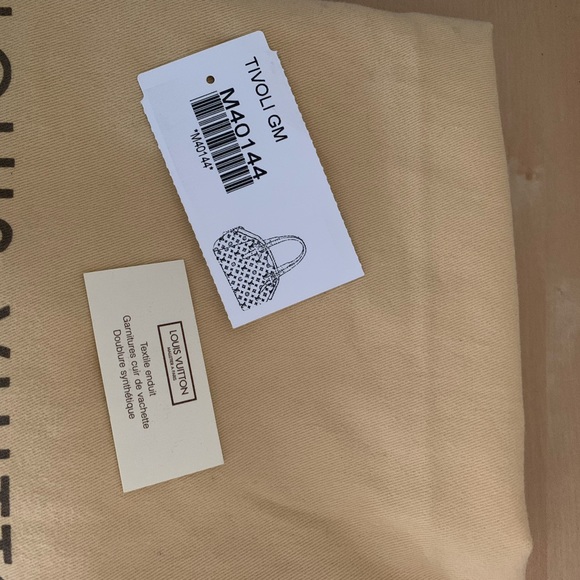 TIVOLI GM
M40144
*M40144*
LOUIS VUITTON
Textile enduit
Garnitures cuir de vachette
Doublure synthétique